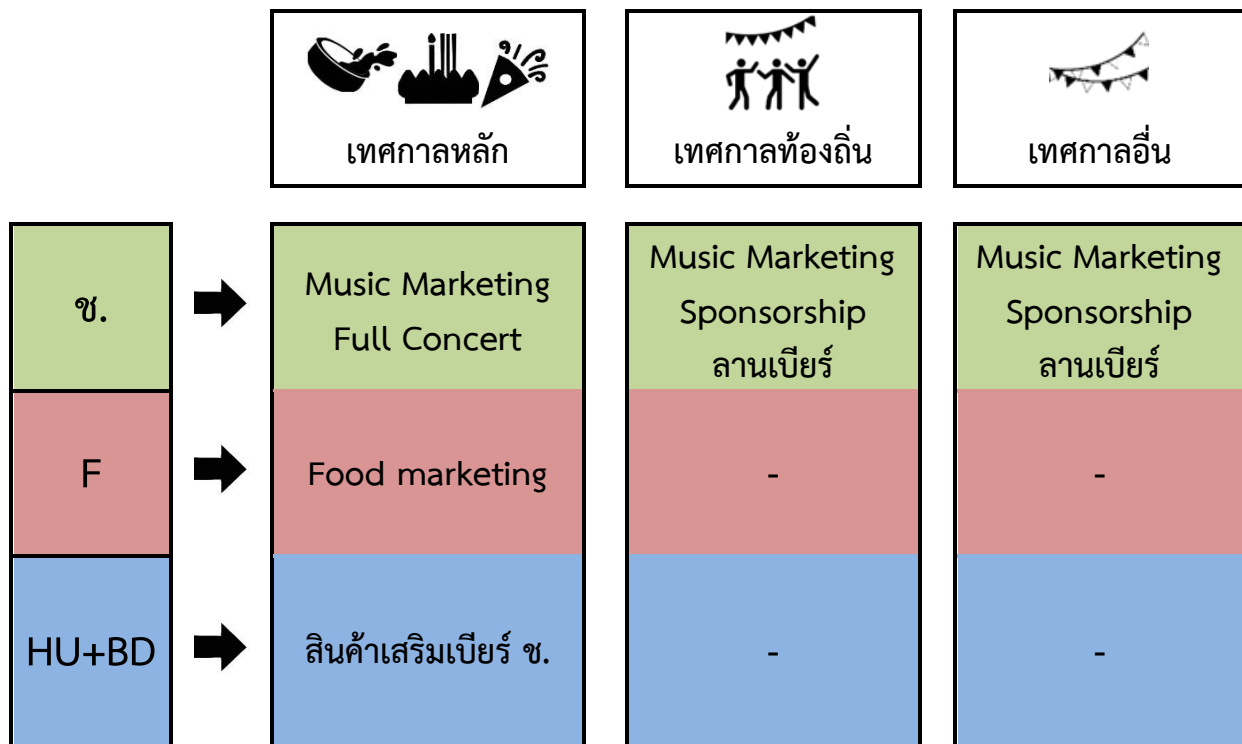 เทศกาลหลัก
เทศกาลท้องถิ่น
เทศกาลอื่น
ช.
Music Marketing
Full Concert
Music Marketing
Sponsorship
ลานเบียร์
Music Marketing
Sponsorship
ลานเบียร์
F
Food marketing
-
-
HU+BD
สินค้าเสริมเบียร์ ช.
-
-